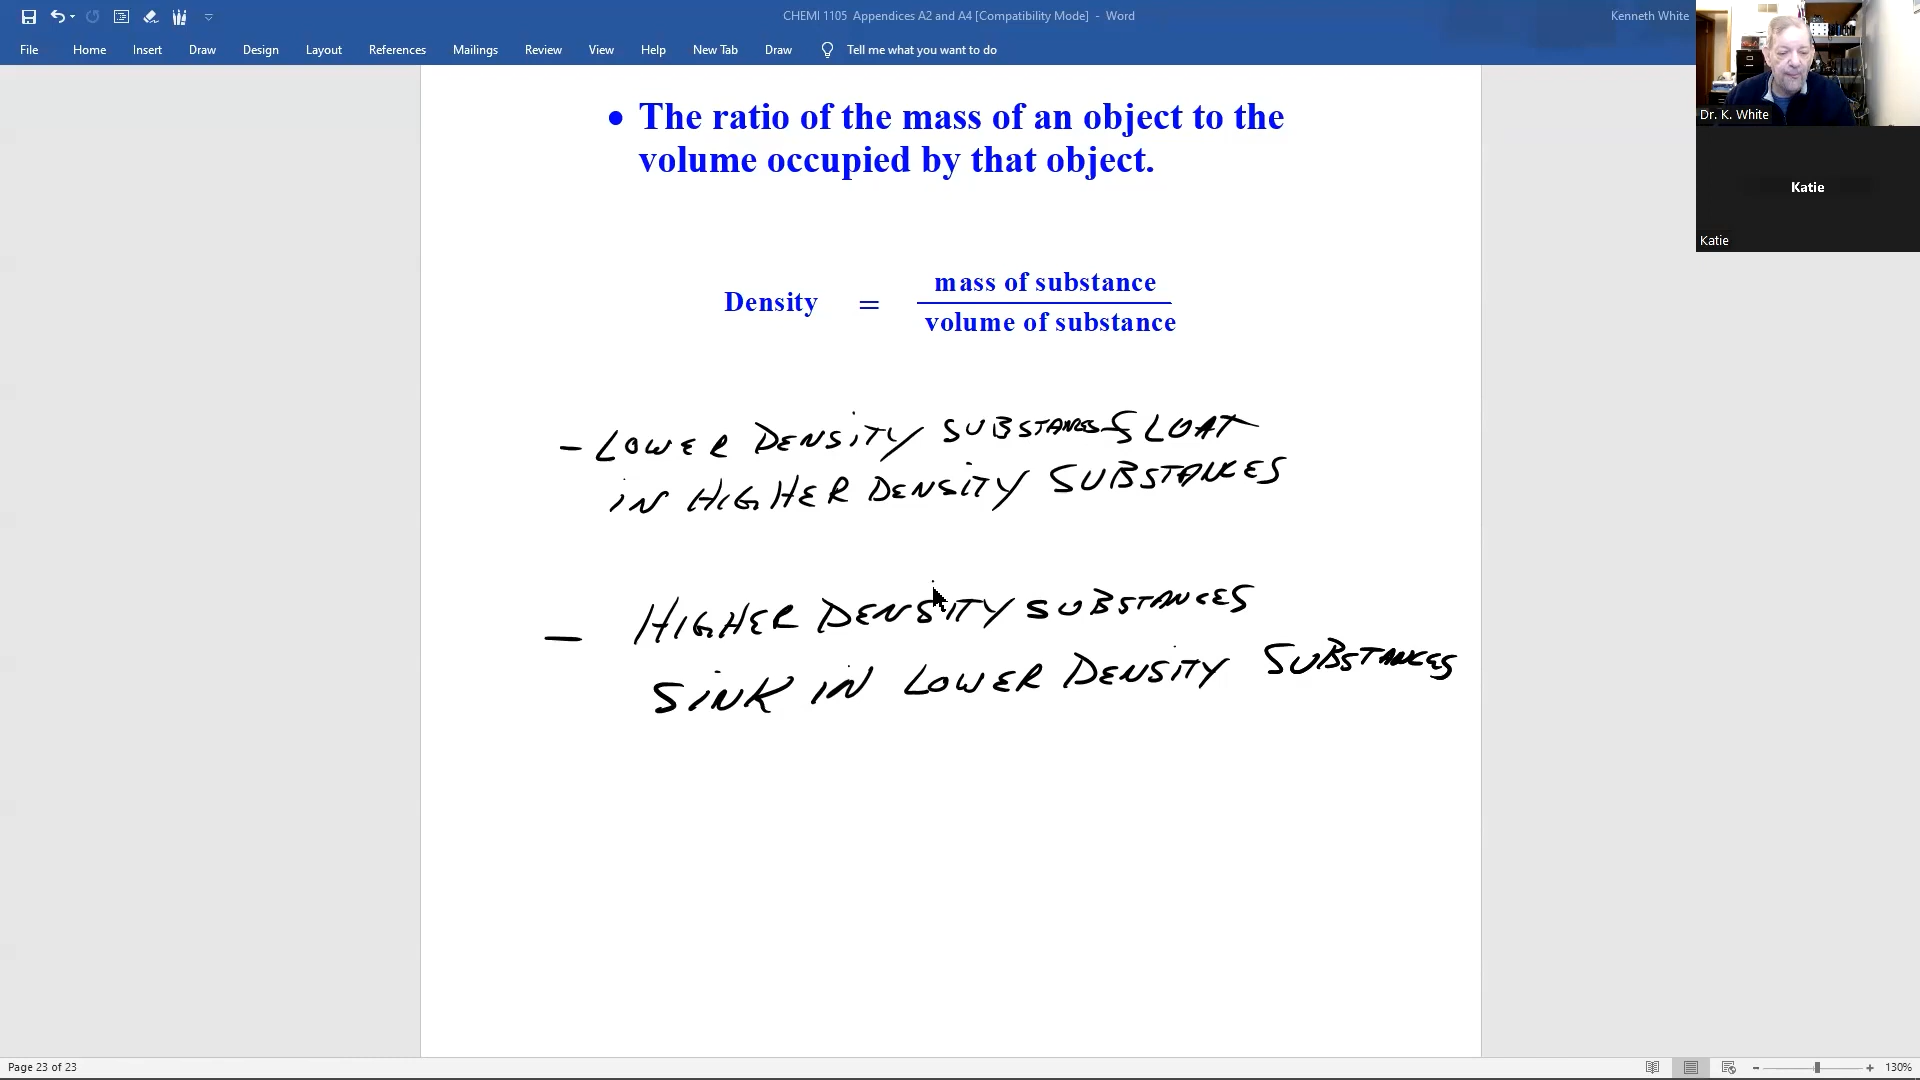 CHEMI 1105 Appendices A2 and A4 [Compatibility Mode] - Word
Kenneth White
File Home Insert Draw Design Layout References Mailings Review View Help New Tab Draw Tell me what you want to do
• The ratio of the mass of an object to the
volume occupied by that object.
Density = mass of substance
volume of substance
- LOWER DENSITY SUBSTANCES FLOAT
IN HIGHER DENSITY SUBSTANCES
- HIGHER DENSITY SUBSTANCES
SINK IN LOWER DENSITY SUBSTANCES
Dr. K. White
Katie
Katie
Page 23 of 23
130%